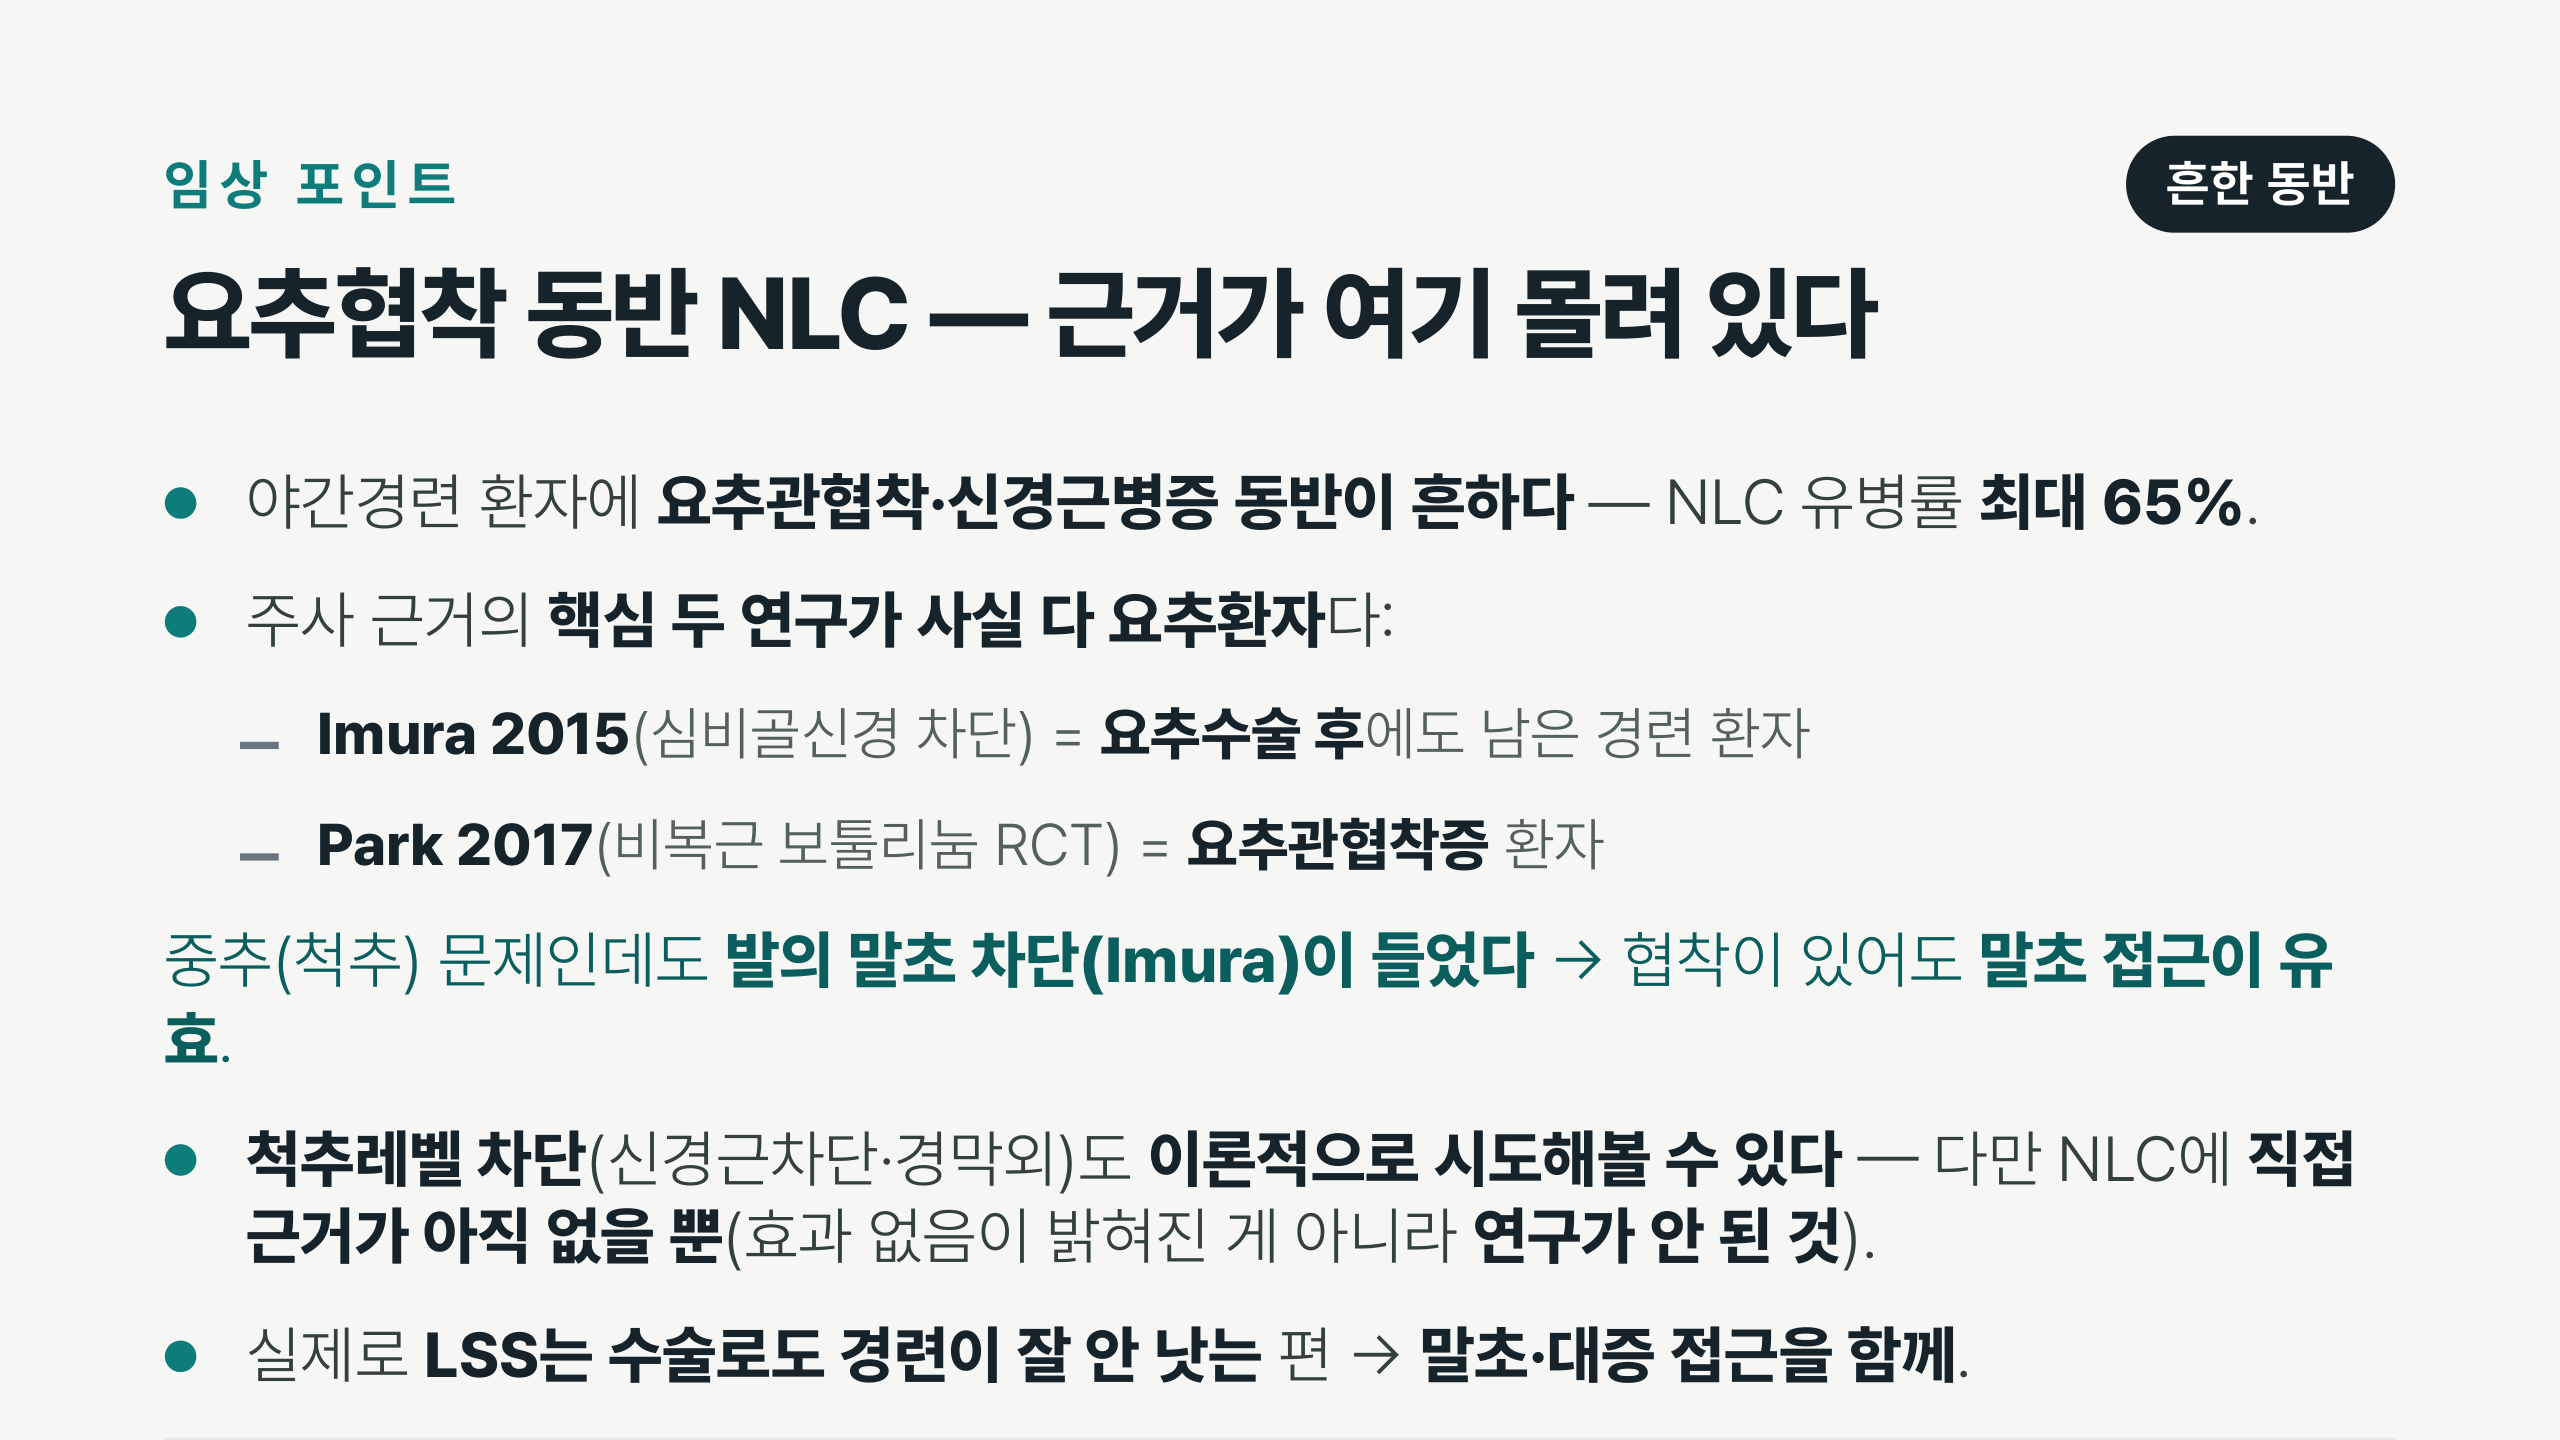 임상 포인트
흔한 동반
요추협착 동반 NLC — 근거가 여기 몰려 있다
● 야간경련 환자에 요추관협착·신경근병증 동반이 흔하다 — NLC 유병률 최대 65%.
● 주사 근거의 핵심 두 연구가 사실 다 요추환자다:
– Imura 2015(심비골신경 차단) = 요추수술 후에도 남은 경련 환자
– Park 2017(비복근 보툴리눔 RCT) = 요추관협착증 환자
중추(척추) 문제인데도 발의 말초 차단(Imura)이 들었다 → 협착이 있어도 말초 접근이 유
효.
● 척추레벨 차단(신경근차단·경막외)도 이론적으로 시도해볼 수 있다 — 다만 NLC에 직접
근거가 아직 없을 뿐(효과 없음이 밝혀진 게 아니라 연구가 안 된 것).
● 실제로 LSS는 수술로도 경련이 잘 안 낫는 편 → 말초·대증 접근을 함께.